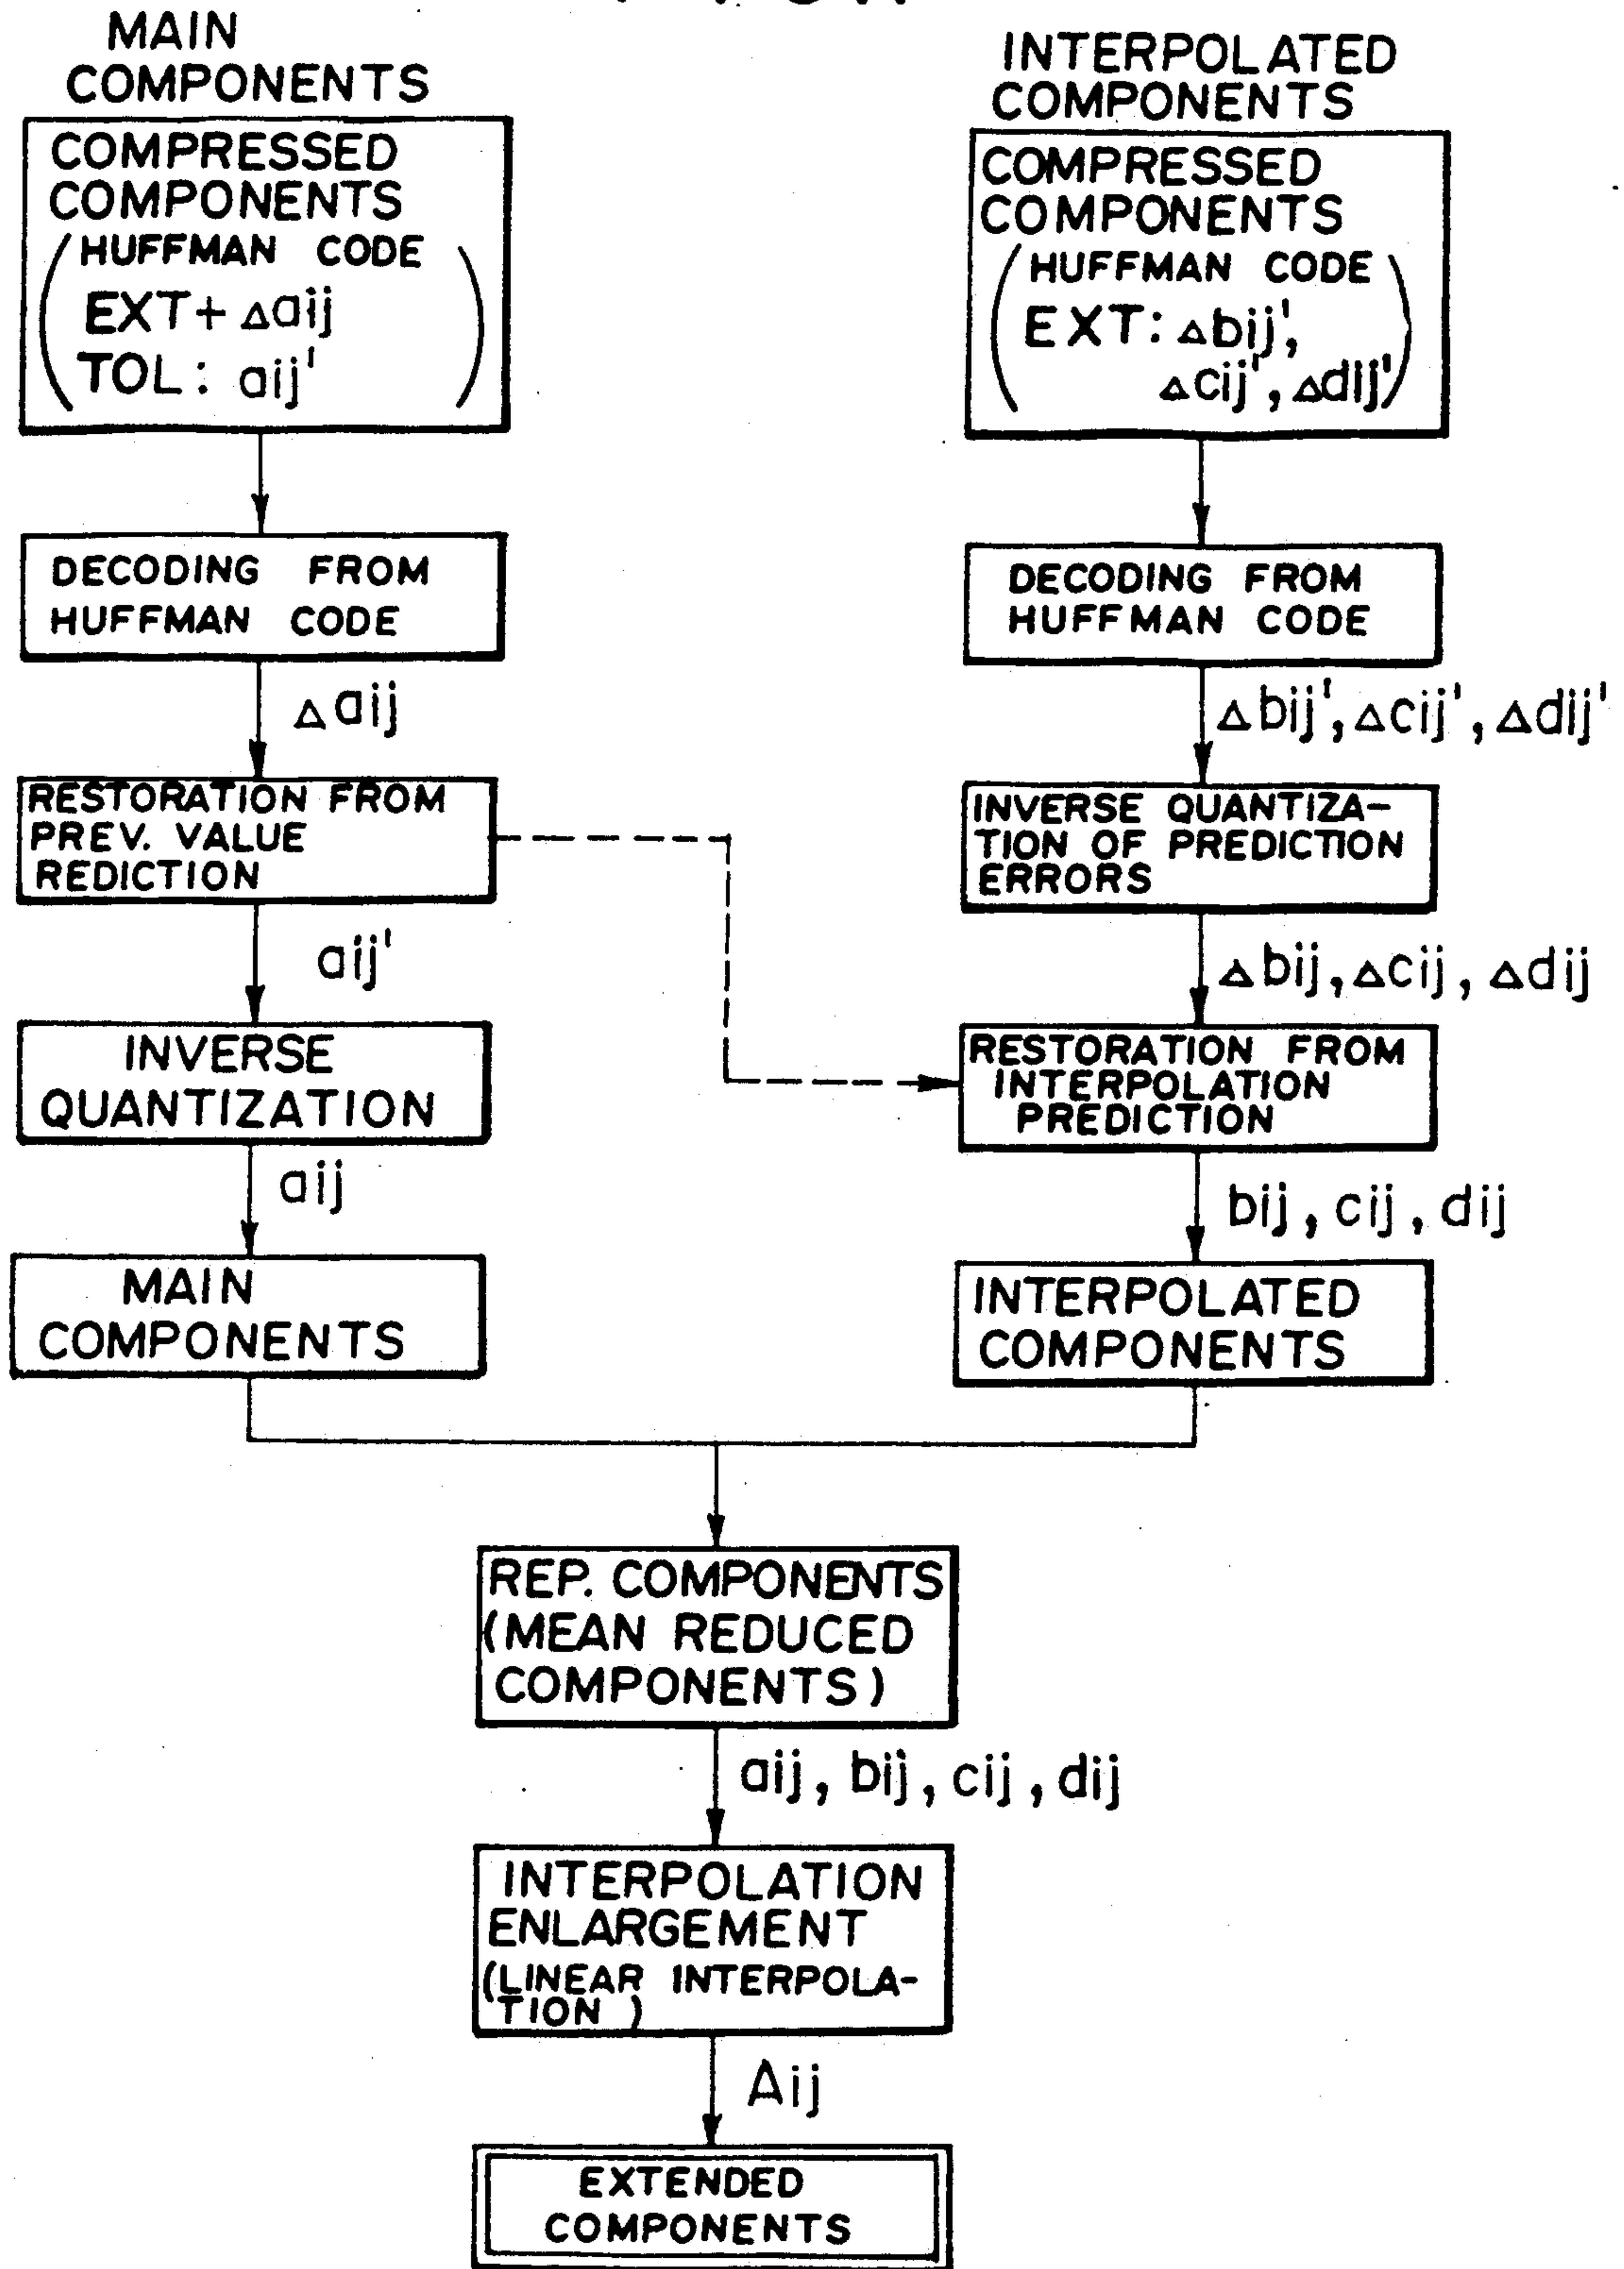 MAIN
COMPONENTS
COMPRESSED
COMPONENTS
(HUFFMAN CODE
EXT+ Δaij
TOL: aij')
DECODING FROM
HUFFMAN CODE
Δaij
RESTORATION FROM
PREV. VALUE
REDICTION
aij'
INVERSE
QUANTIZATION
aij
MAIN
COMPONENTS
INTERPOLATED
COMPONENTS
COMPRESSED
COMPONENTS
(HUFFMAN CODE
EXT: Δbij',
Δcij', Δdij')
DECODING FROM
HUFFMAN CODE
Δbij', Δcij', Δdij'
INVERSE QUANTIZA-
TION OF PREDICTION
ERRORS
Δbij, Δcij, Δdij
RESTORATION FROM
INTERPOLATION
PREDICTION
bij, cij, dij
INTERPOLATED
COMPONENTS
REP. COMPONENTS
(MEAN REDUCED
COMPONENTS)
aij, bij, cij, dij
INTERPOLATION
ENLARGEMENT
(LINEAR INTERPOLA-
TION)
Aij
EXTENDED
COMPONENTS